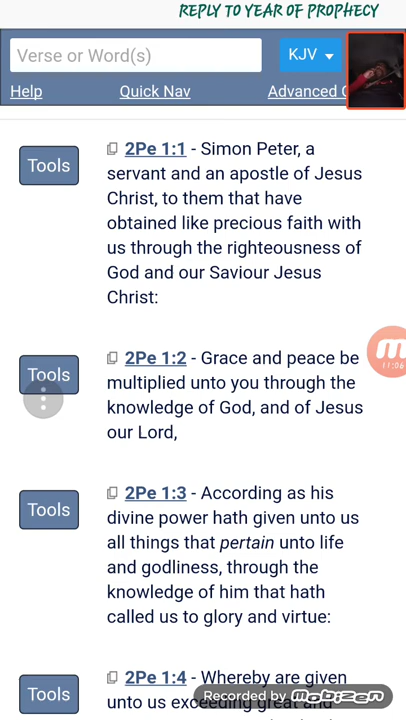 REPLY TO YEAR OF PROPHECY
Verse or Word(s)
KJV
Help Quick Nav Advanced
Tools
2Pe 1:1 - Simon Peter, a
servant and an apostle of Jesus
Christ, to them that have
obtained like precious faith with
us through the righteousness of
God and our Saviour Jesus
Christ:
Tools
2Pe 1:2 - Grace and peace be
multiplied unto you through the
knowledge of God, and of Jesus
our Lord,
11:06
Tools
2Pe 1:3 - According as his
divine power hath given unto us
all things that pertain unto life
and godliness, through the
knowledge of him that hath
called us to glory and virtue:
Tools
2Pe 1:4 - Whereby are given
unto us exceeding great and
Recorded by mobizen